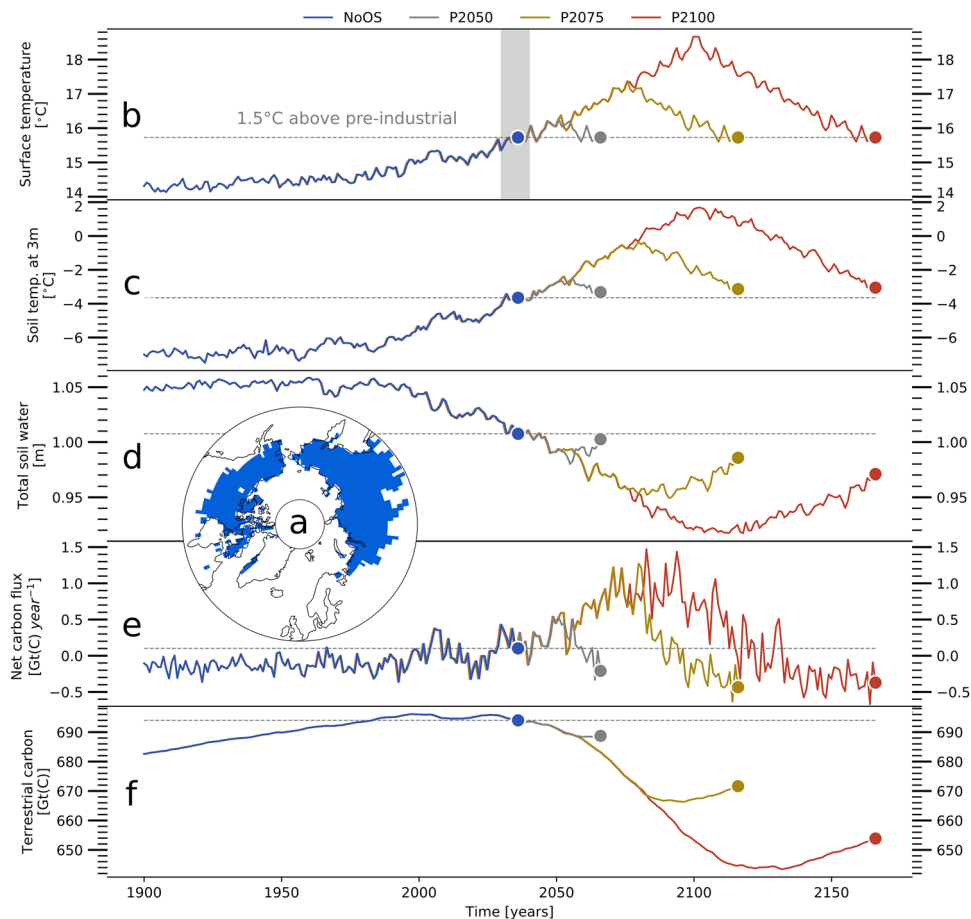 NoOS P2050 P2075 P2100
b
Surface temperature
[°C]
18 18
17 17
16 16
15 15
14 14
1.5°C above pre-industrial
c
Soil temp. at 3m
[°C]
2 2
0 0
−2 −2
−4 −4
−6 −6
d
Total soil water
[m]
1.05 1.05
1.00 1.00
0.95 0.95
a
e
Net carbon flux
[Gt(C) year⁻¹]
1.5 1.5
1.0 1.0
0.5 0.5
0.0 0.0
−0.5 −0.5
f
Terrestrial carbon
[Gt(C)]
690 690
680 680
670 670
660 660
650 650
1900 1950 2000 2050 2100 2150
Time [years]